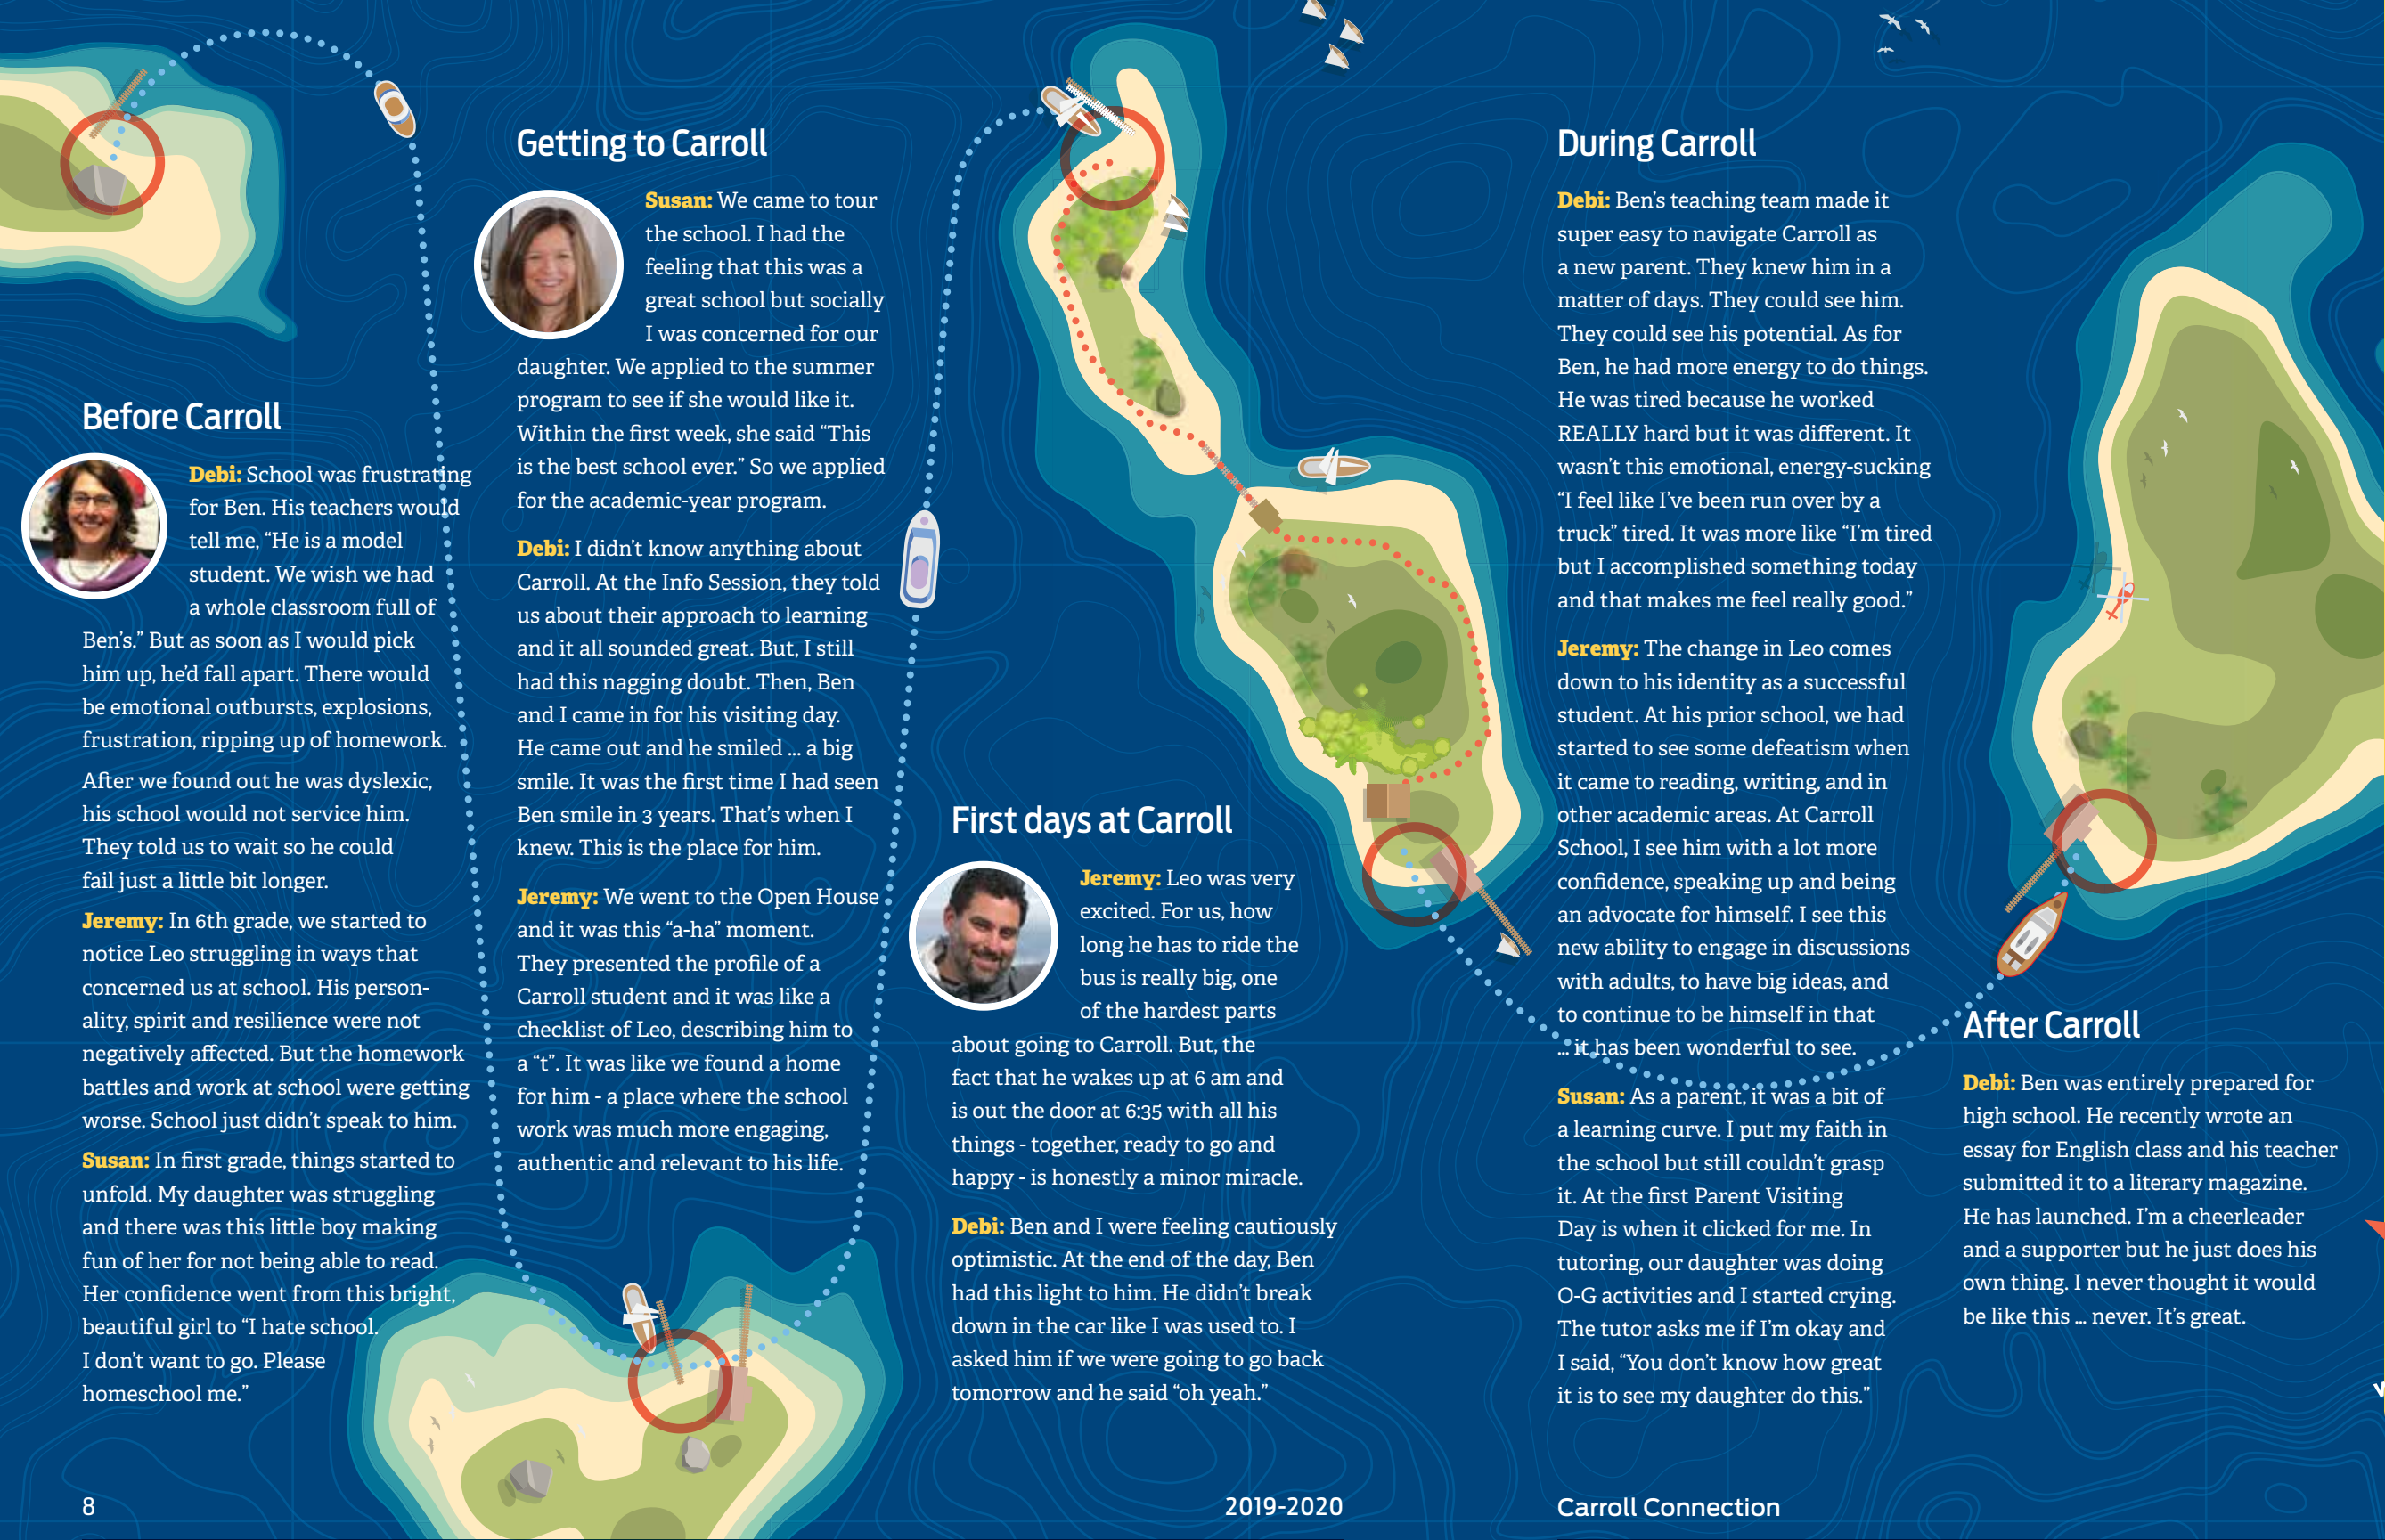 Before Carroll
Debi: School was frustrating
for Ben. His teachers would
tell me, “He is a model
student. We wish we had
a whole classroom full of
Ben’s.” But as soon as I would pick
him up, he’d fall apart. There would
be emotional outbursts, explosions,
frustration, ripping up of homework.
After we found out he was dyslexic,
his school would not service him.
They told us to wait so he could
fail just a little bit longer.
Jeremy: In 6th grade, we started to
notice Leo struggling in ways that
concerned us at school. His person-
ality, spirit and resilience were not
negatively affected. But the homework
battles and work at school were getting
worse. School just didn’t speak to him.
Susan: In first grade, things started to
unfold. My daughter was struggling
and there was this little boy making
fun of her for not being able to read.
Her confidence went from this bright,
beautiful girl to “I hate school.
I don’t want to go. Please
homeschool me.”
Getting to Carroll
Susan: We came to tour
the school. I had the
feeling that this was a
great school but socially
I was concerned for our
daughter. We applied to the summer
program to see if she would like it.
Within the first week, she said “This
is the best school ever.” So we applied
for the academic-year program.
Debi: I didn’t know anything about
Carroll. At the Info Session, they told
us about their approach to learning
and it all sounded great. But, I still
had this nagging doubt. Then, Ben
and I came in for his visiting day.
He came out and he smiled ... a big
smile. It was the first time I had seen
Ben smile in 3 years. That’s when I
knew. This is the place for him.
Jeremy: We went to the Open House
and it was this “a-ha” moment.
They presented the profile of a
Carroll student and it was like a
checklist of Leo, describing him to
a “t”. It was like we found a home
for him - a place where the school
work was much more engaging,
authentic and relevant to his life.
First days at Carroll
Jeremy: Leo was very
excited. For us, how
long he has to ride the
bus is really big, one
of the hardest parts
about going to Carroll. But, the
fact that he wakes up at 6 am and
is out the door at 6:35 with all his
things - together, ready to go and
happy - is honestly a minor miracle.
Debi: Ben and I were feeling cautiously
optimistic. At the end of the day, Ben
had this light to him. He didn’t break
down in the car like I was used to. I
asked him if we were going to go back
tomorrow and he said “oh yeah.”
During Carroll
Debi: Ben’s teaching team made it
super easy to navigate Carroll as
a new parent. They knew him in a
matter of days. They could see him.
They could see his potential. As for
Ben, he had more energy to do things.
He was tired because he worked
REALLY hard but it was different. It
wasn’t this emotional, energy-sucking
“I feel like I’ve been run over by a
truck” tired. It was more like “I’m tired
but I accomplished something today
and that makes me feel really good.”
Jeremy: The change in Leo comes
down to his identity as a successful
student. At his prior school, we had
started to see some defeatism when
it came to reading, writing, and in
other academic areas. At Carroll
School, I see him with a lot more
confidence, speaking up and being
an advocate for himself. I see this
new ability to engage in discussions
with adults, to have big ideas, and
to continue to be himself in that
... it has been wonderful to see.
Susan: As a parent, it was a bit of
a learning curve. I put my faith in
the school but still couldn’t grasp
it. At the first Parent Visiting
Day is when it clicked for me. In
tutoring, our daughter was doing
O-G activities and I started crying.
The tutor asks me if I’m okay and
I said, “You don’t know how great
it is to see my daughter do this.”
After Carroll
Debi: Ben was entirely prepared for
high school. He recently wrote an
essay for English class and his teacher
submitted it to a literary magazine.
He has launched. I’m a cheerleader
and a supporter but he just does his
own thing. I never thought it would
be like this ... never. It’s great.
8
2019-2020
Carroll Connection